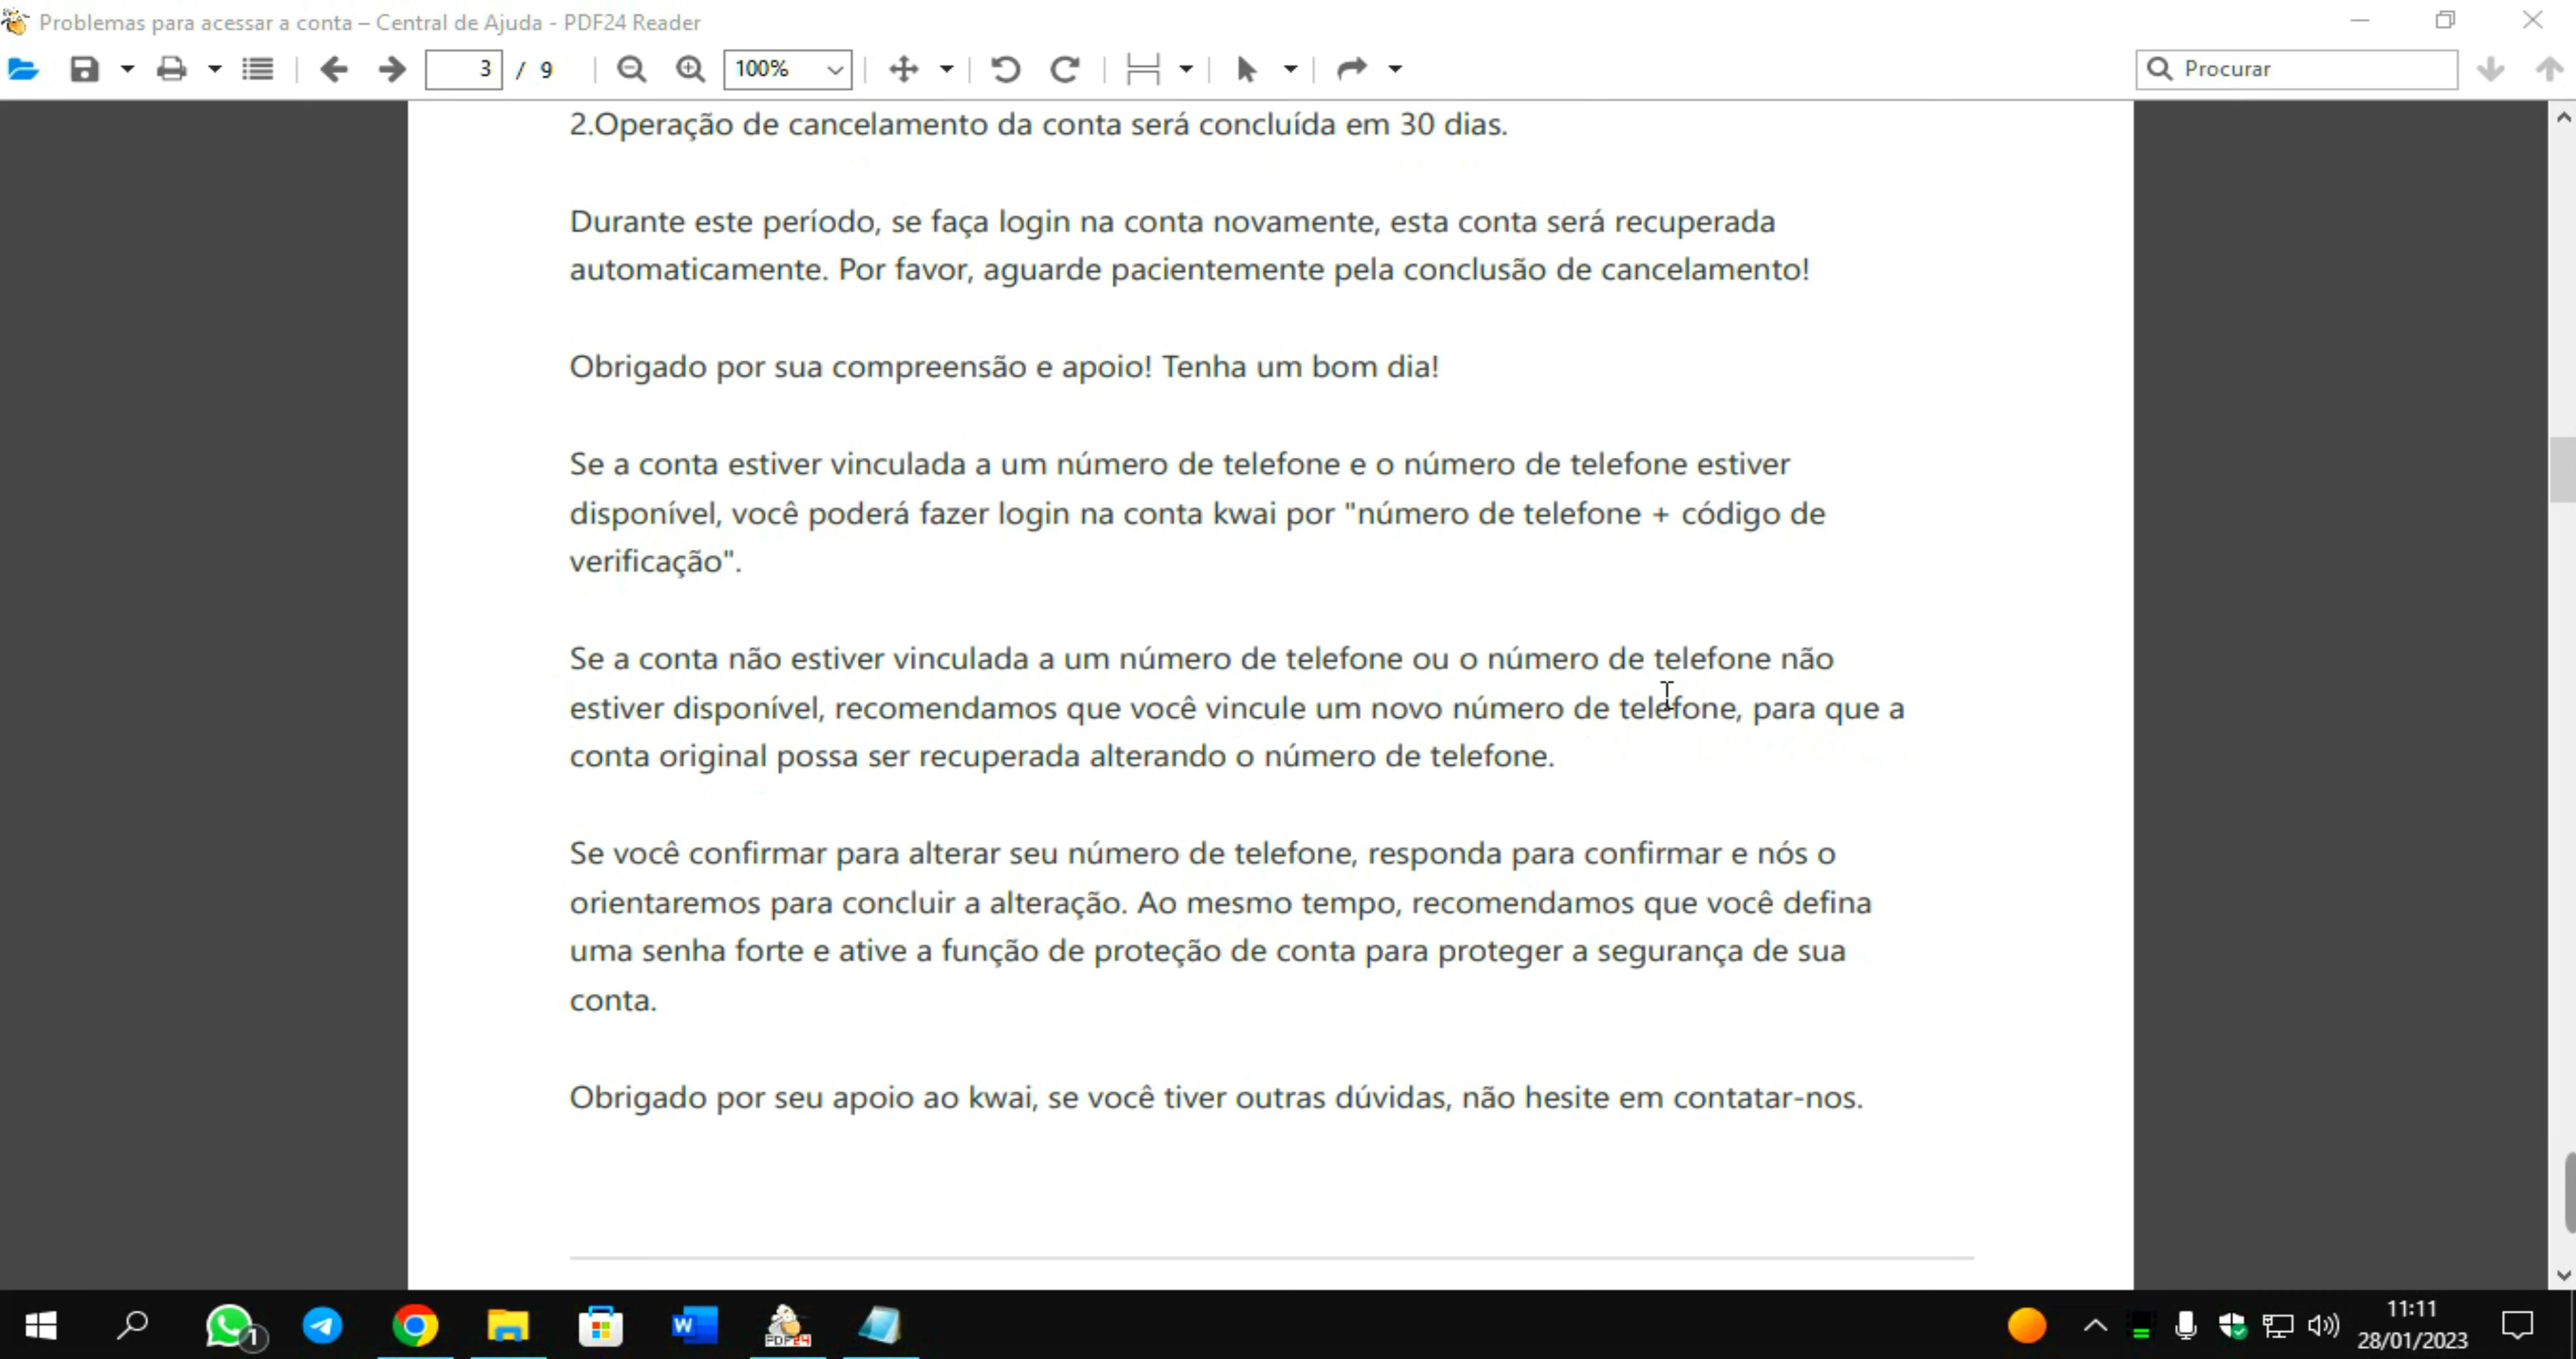 Problemas para acessar a conta – Central de Ajuda - PDF24 Reader
3 / 9
100%
Procurar
2.Operação de cancelamento da conta será concluída em 30 dias.
Durante este período, se faça login na conta novamente, esta conta será recuperada
automaticamente. Por favor, aguarde pacientemente pela conclusão de cancelamento!
Obrigado por sua compreensão e apoio! Tenha um bom dia!
Se a conta estiver vinculada a um número de telefone e o número de telefone estiver
disponível, você poderá fazer login na conta kwai por "número de telefone + código de
verificação".
Se a conta não estiver vinculada a um número de telefone ou o número de telefone não
estiver disponível, recomendamos que você vincule um novo número de telefone, para que a
conta original possa ser recuperada alterando o número de telefone.
Se você confirmar para alterar seu número de telefone, responda para confirmar e nós o
orientaremos para concluir a alteração. Ao mesmo tempo, recomendamos que você defina
uma senha forte e ative a função de proteção de conta para proteger a segurança de sua
conta.
Obrigado por seu apoio ao kwai, se você tiver outras dúvidas, não hesite em contatar-nos.
1
W
PDF24
11:11
28/01/2023